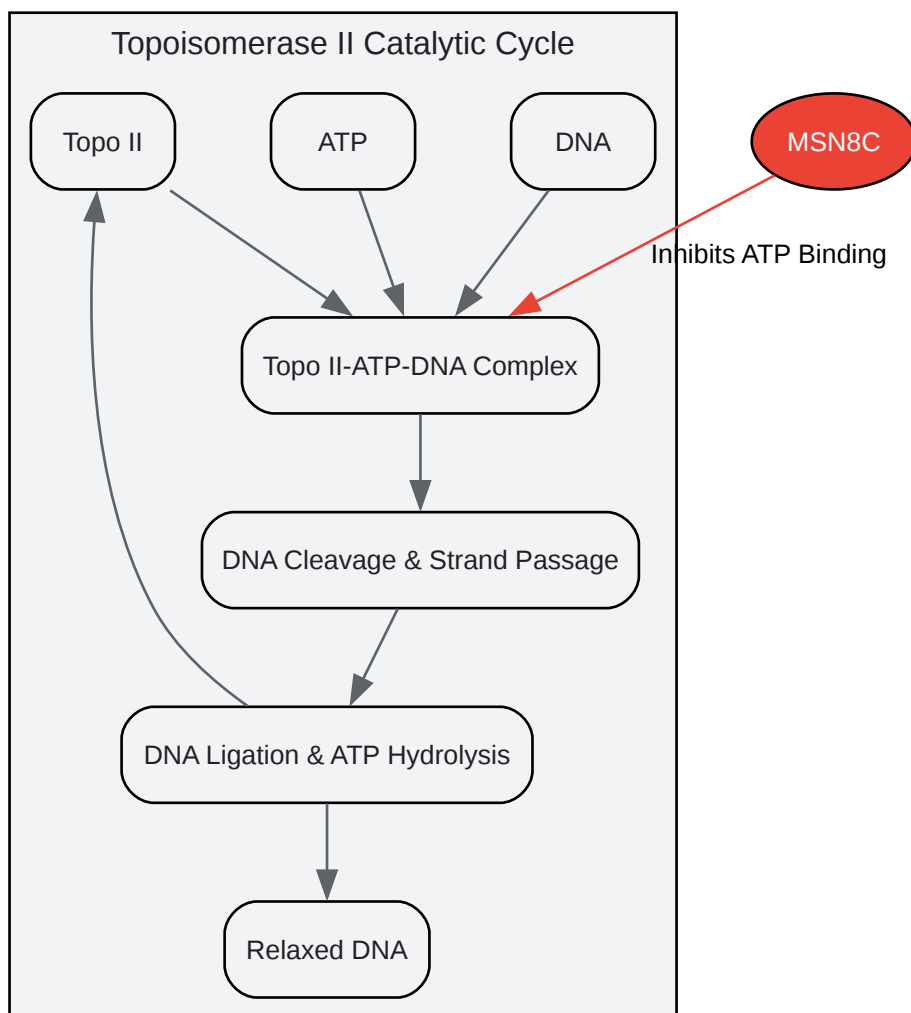 Topoisomerase II Catalytic Cycle
Topo II
ATP
DNA
MSN8C
Inhibits ATP Binding
Topo II-ATP-DNA Complex
DNA Cleavage & Strand Passage
DNA Ligation & ATP Hydrolysis
Relaxed DNA